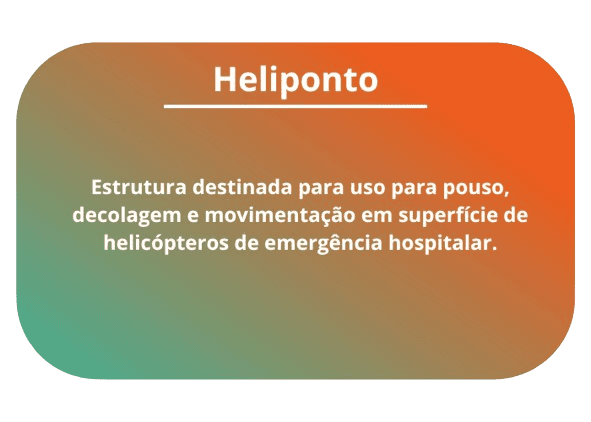 Heliponto
Estrutura destinada para uso para pouso,
decolagem e movimentação em superfície de
helicópteros de emergência hospitalar.